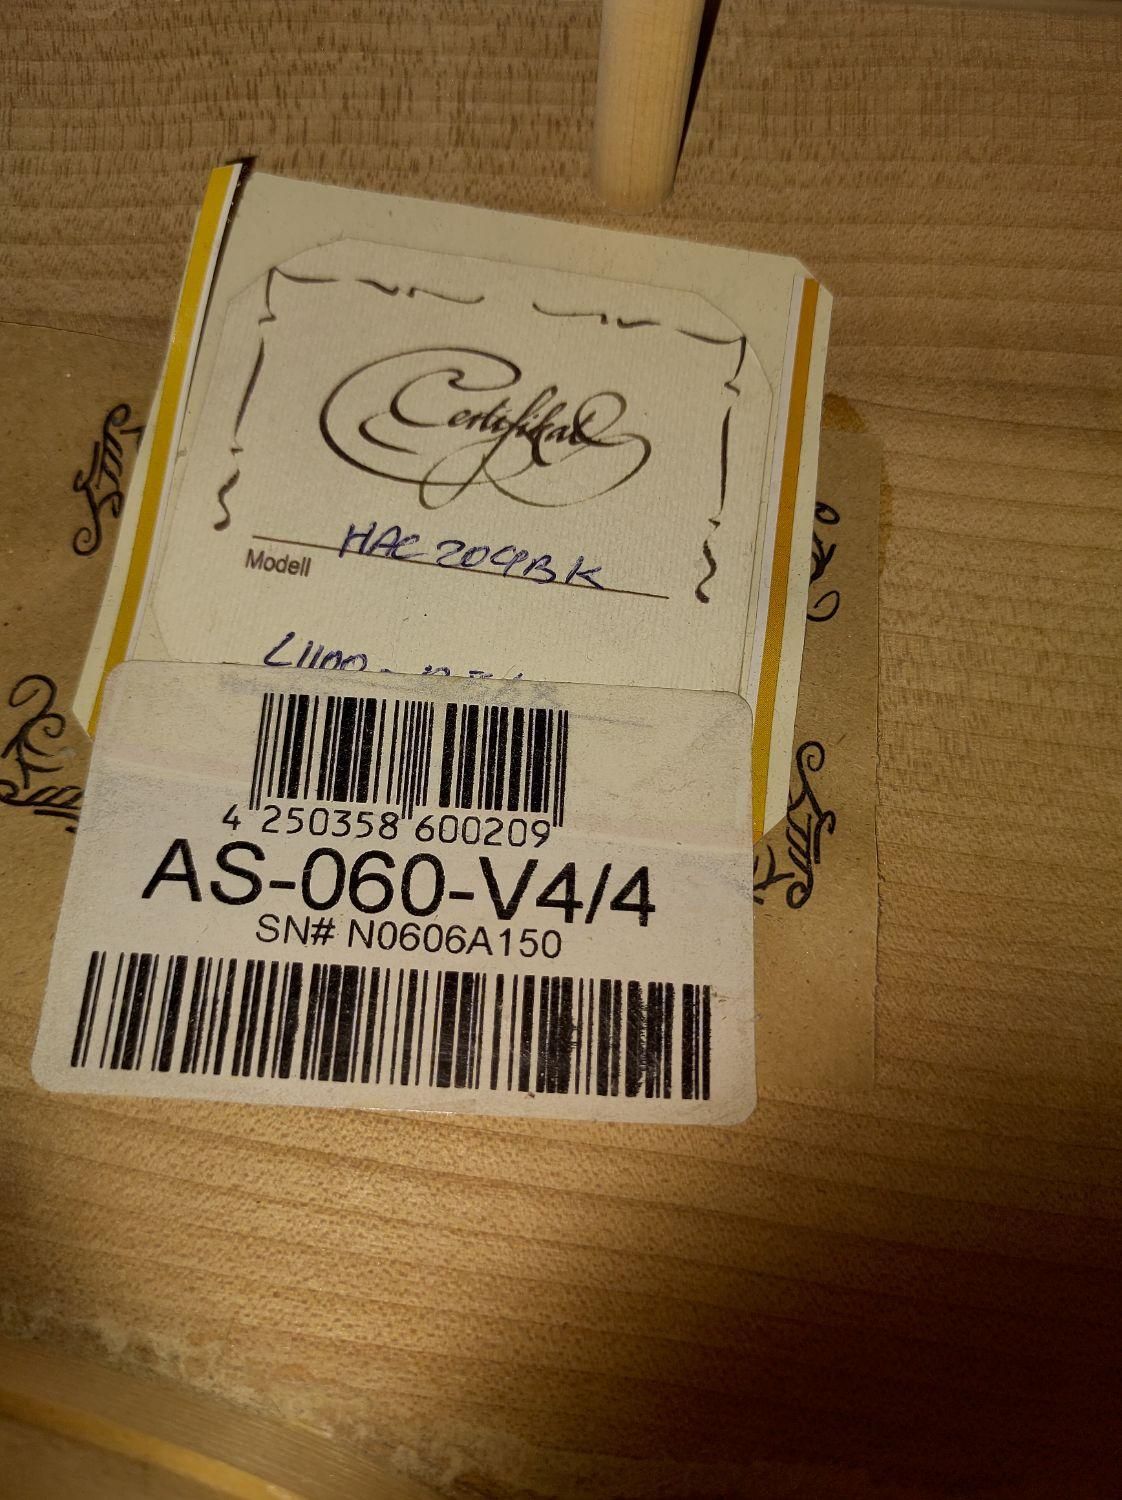 Certifikat
Modell HAC 209BK
4 250358 600209
AS-060-V4/4
SN# N0606A150